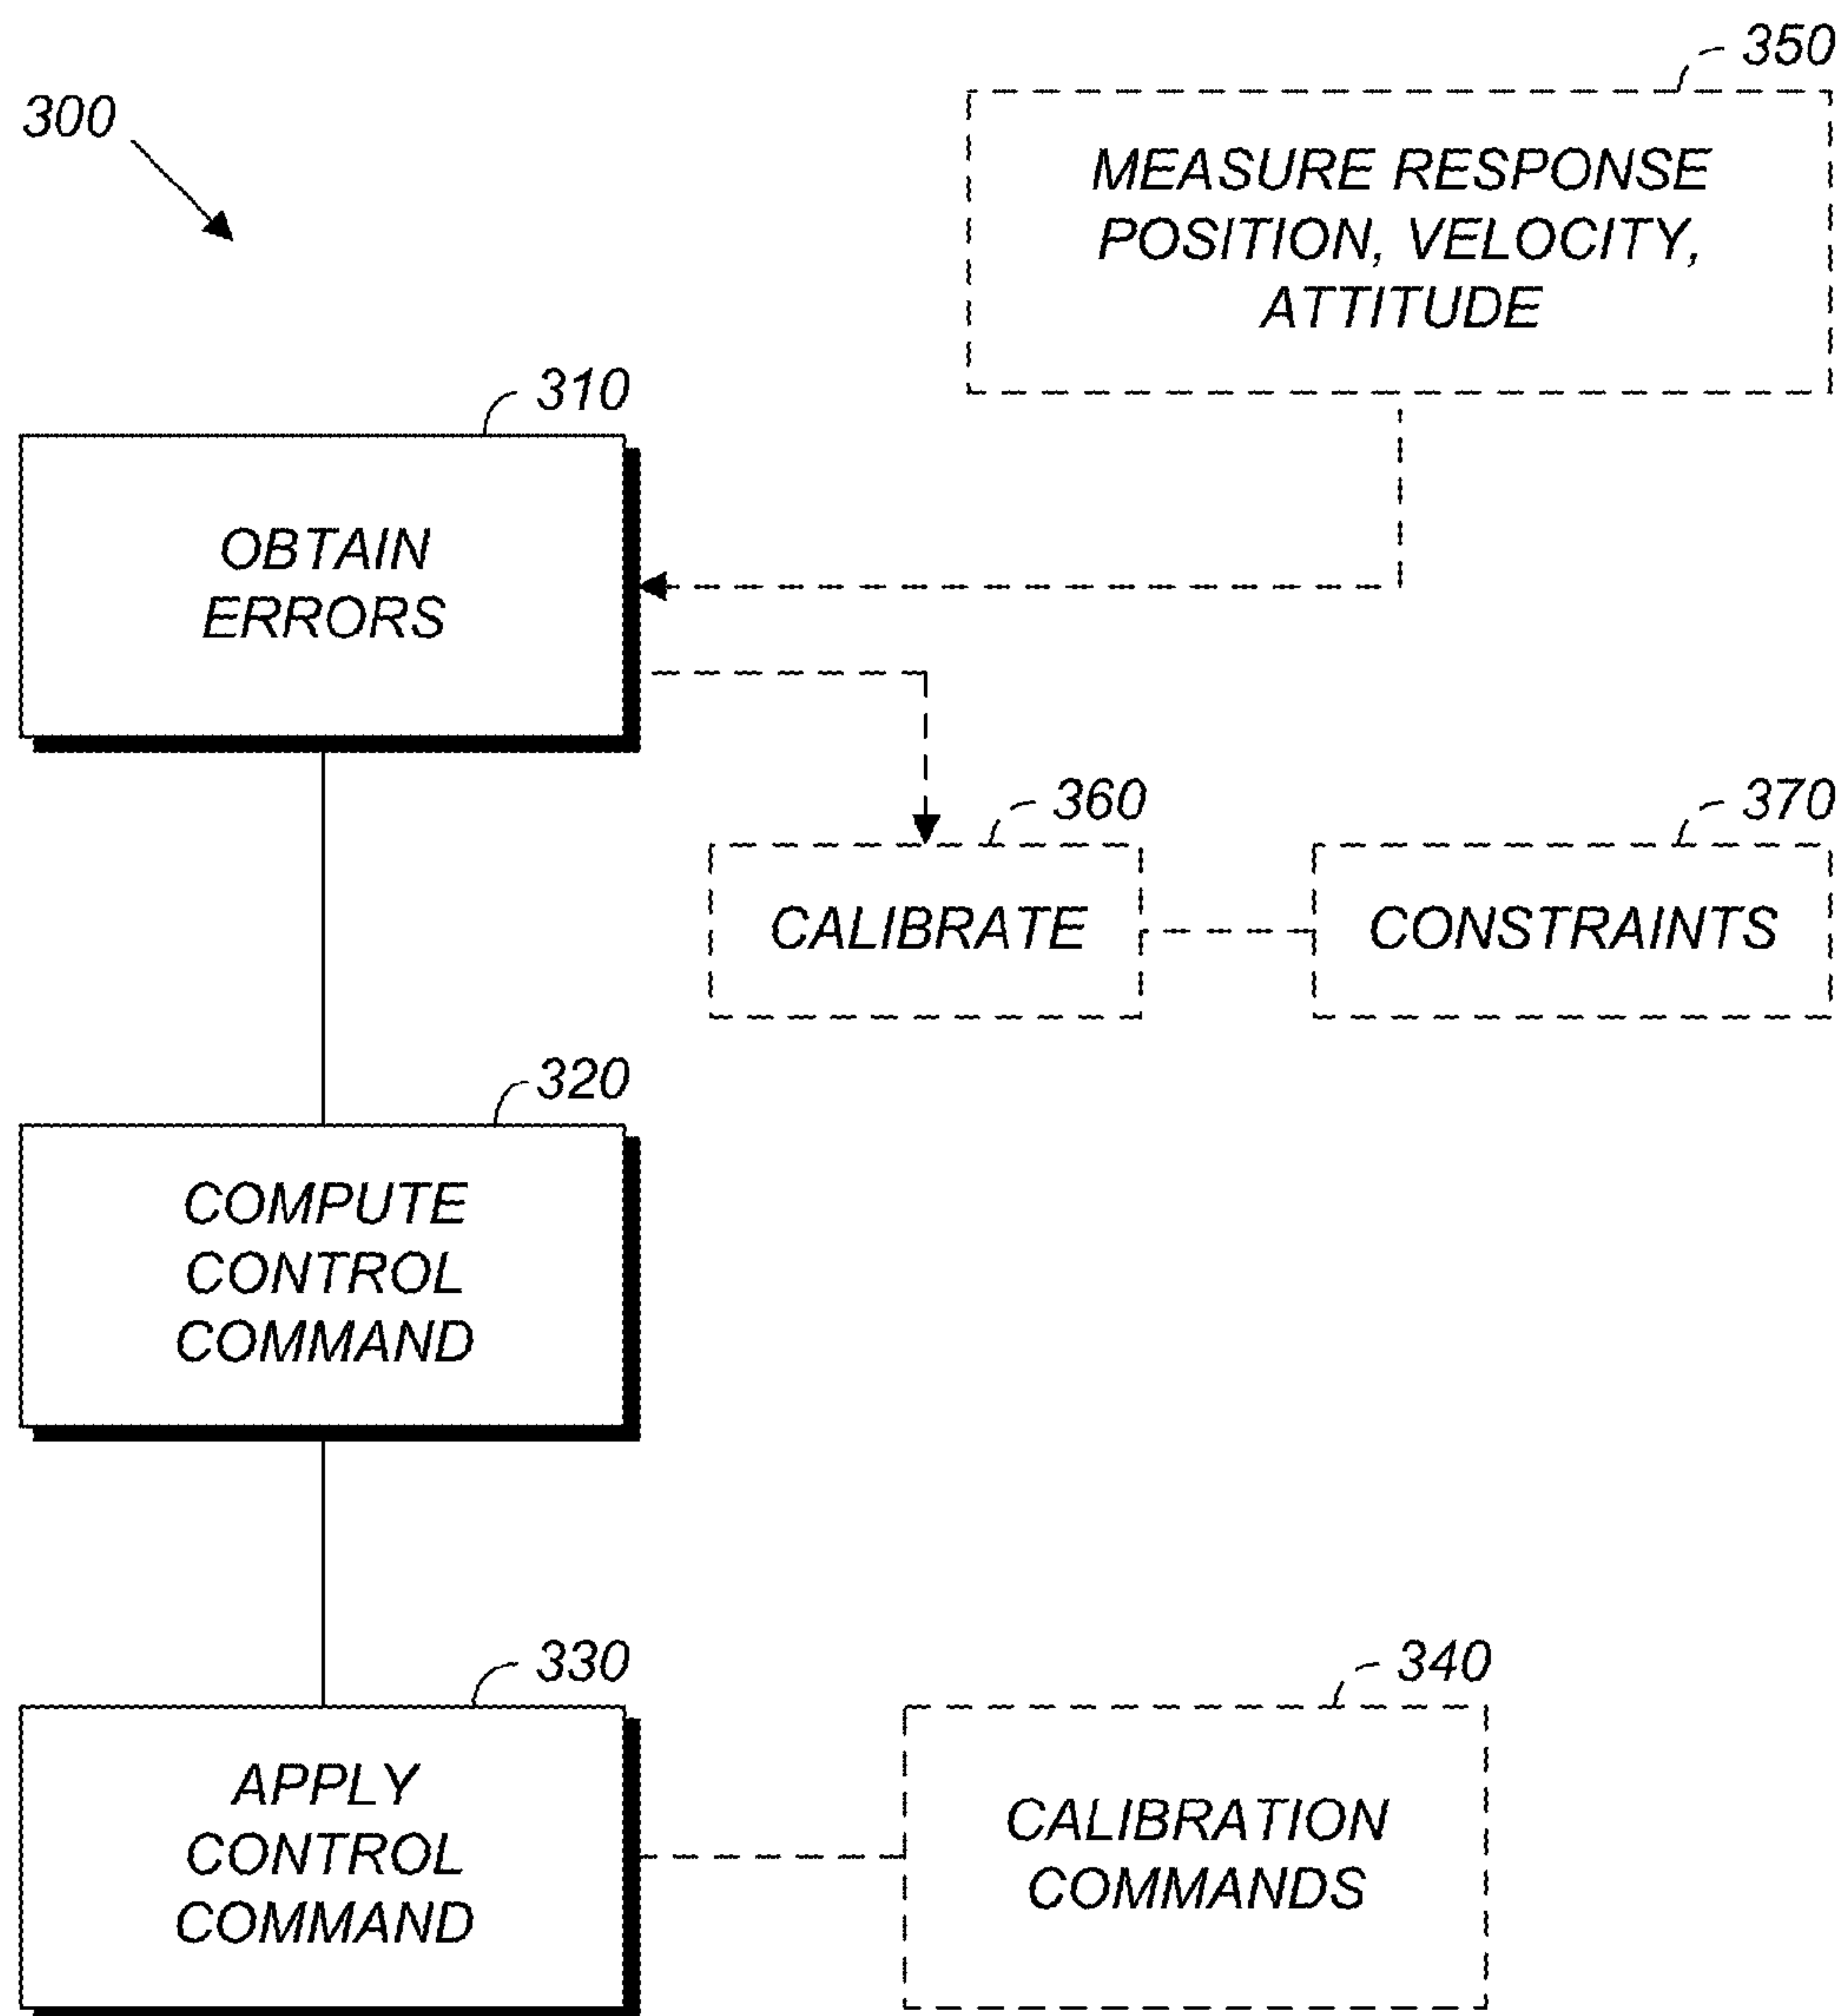 350
300
MEASURE RESPONSE
POSITION, VELOCITY,
ATTITUDE
310
OBTAIN
ERRORS
360
370
CALIBRATE
CONSTRAINTS
320
COMPUTE
CONTROL
COMMAND
330
340
APPLY
CONTROL
COMMAND
CALIBRATION
COMMANDS